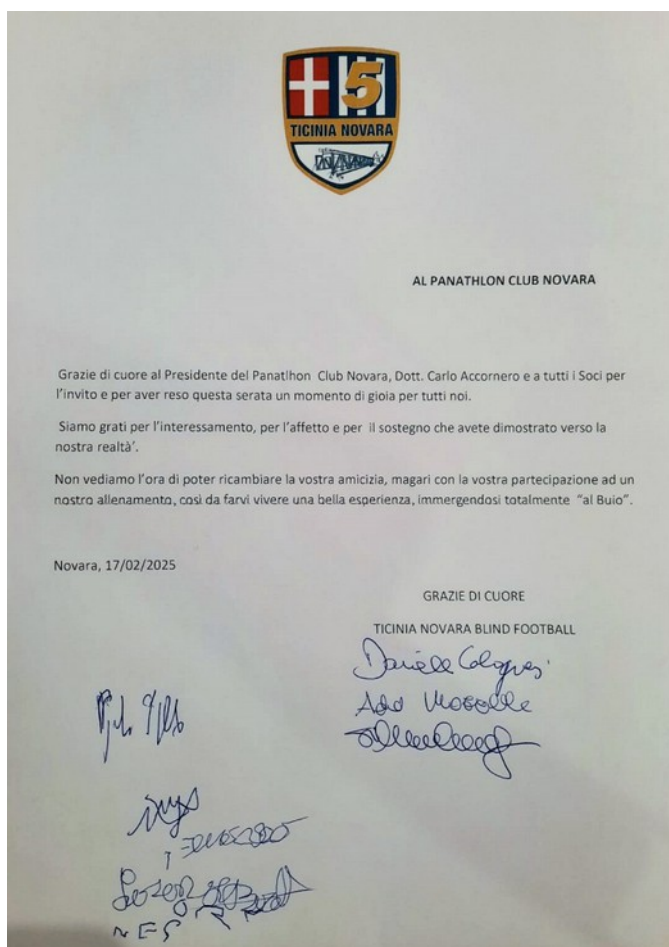 5
TICINIA NOVARA
AL PANATHLON CLUB NOVARA
Grazie di cuore al Presidente del Panatlhon Club Novara, Dott. Carlo Accornero e a tutti i Soci per
l'invito e per aver reso questa serata un momento di gioia per tutti noi.
Siamo grati per l'interessamento, per l'affetto e per il sostegno che avete dimostrato verso la
nostra realtà'.
Non vediamo l'ora di poter ricambiare la vostra amicizia, magari con la vostra partecipazione ad un
nostro allenamento, così da farvi vivere una bella esperienza, immergendosi totalmente "al Buio".
Novara, 17/02/2025
GRAZIE DI CUORE
TICINIA NOVARA BLIND FOOTBALL
Daniele